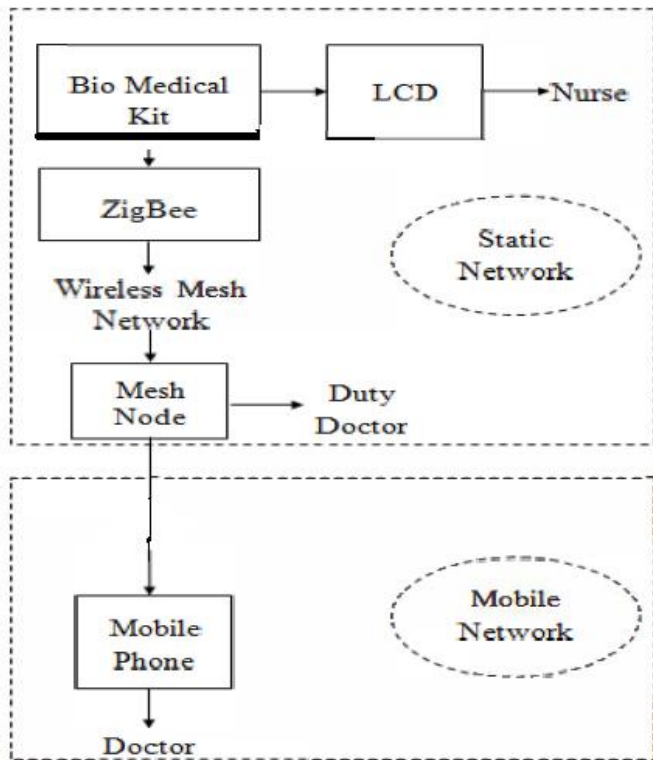 Bio Medical
Kit
LCD
Nurse
ZigBee
Static
Network
Wireless Mesh
Network
Mesh
Node
Duty
Doctor
Mobile
Network
Mobile
Phone
Doctor